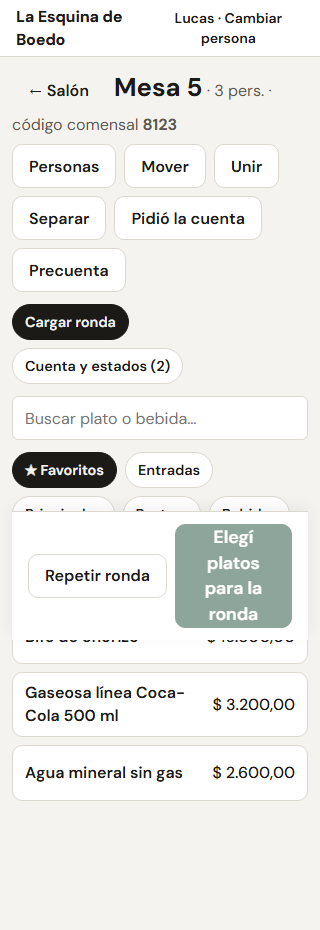 La Esquina de
Boedo
Lucas · Cambiar
persona
← Salón
Mesa 5 · 3 pers. ·
código comensal 8123
Personas
Mover
Unir
Separar
Pidió la cuenta
Precuenta
Cargar ronda
Cuenta y estados (2)
Buscar plato o bebida...
★ Favoritos
Entradas
Repetir ronda
Elegí
platos
para la
ronda
Gaseosa línea Coca-
Cola 500 ml
$ 3.200,00
Agua mineral sin gas
$ 2.600,00